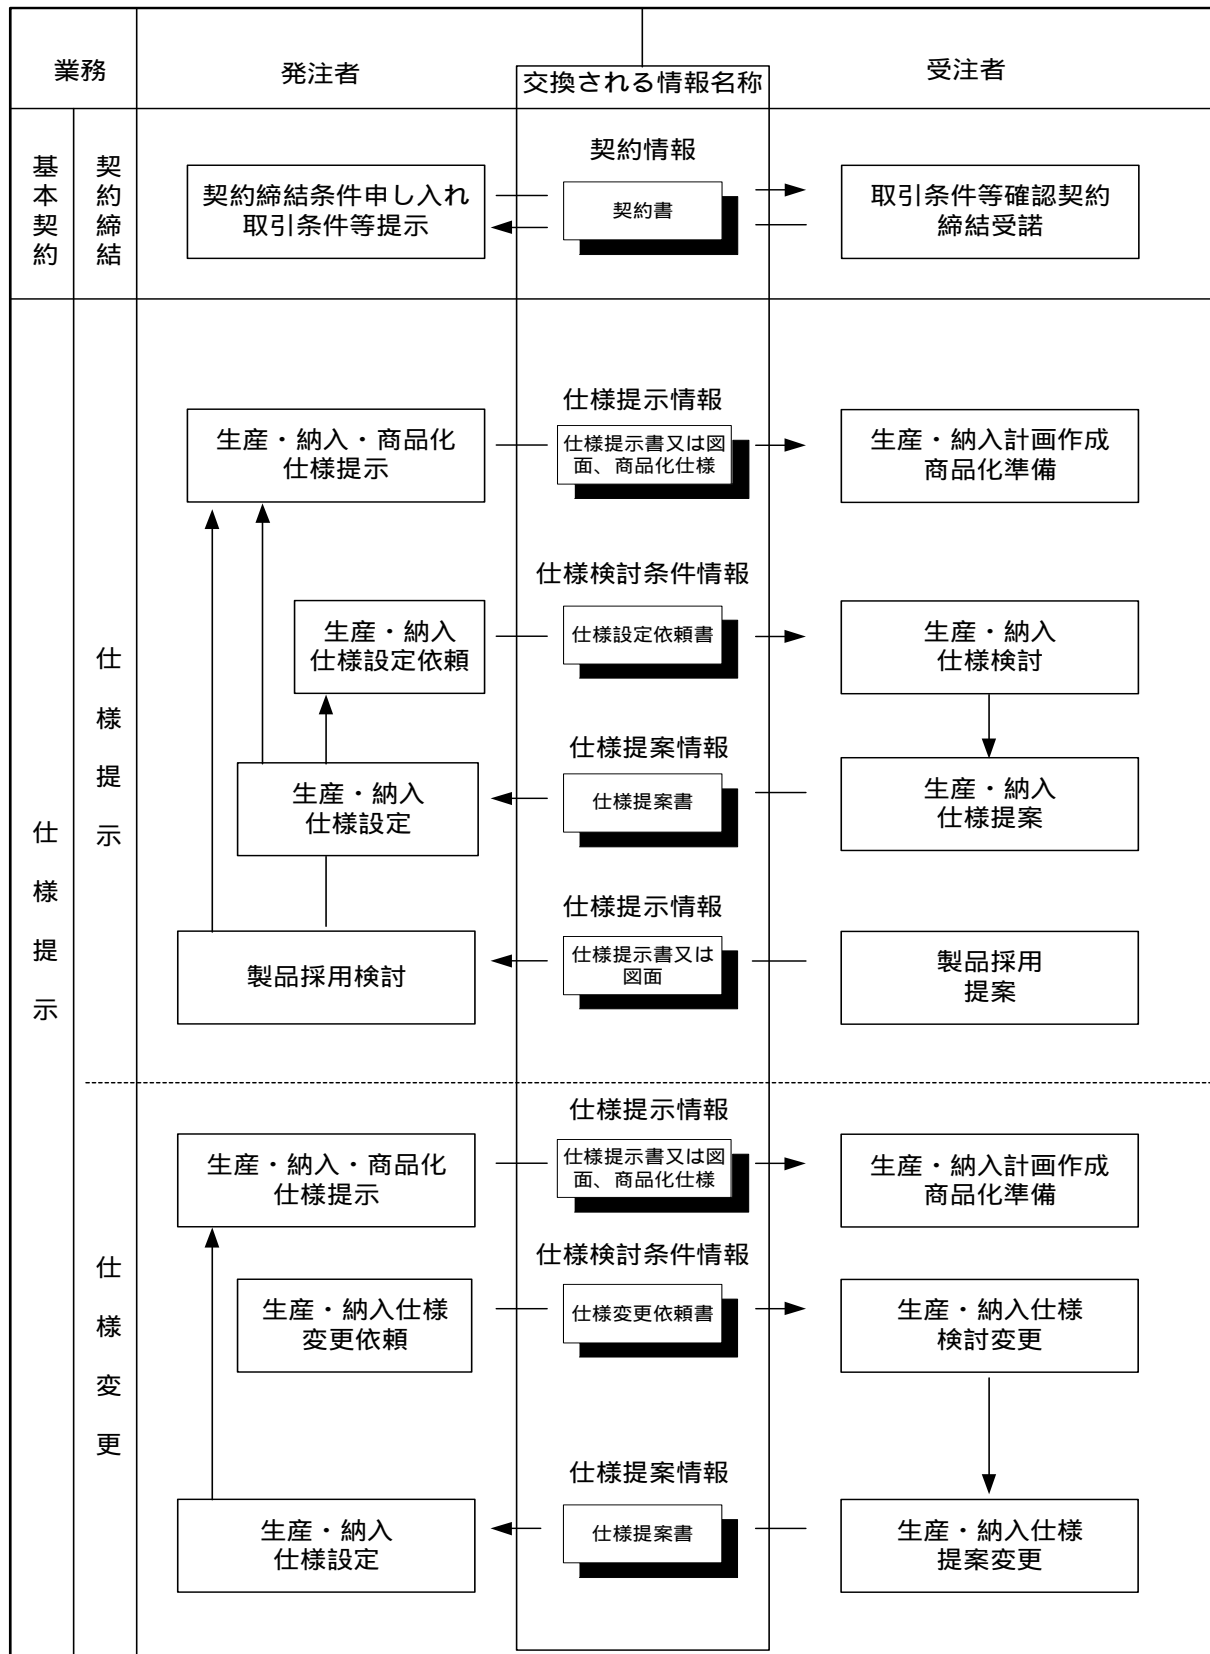 業務
発注者
交換される情報名称
受注者
基本契約
契約締結
契約情報
契約締結条件申し入れ
取引条件等提示
契約書
取引条件等確認契約
締結受諾
仕様提示
仕様提示
仕様提示情報
生産・納入・商品化
仕様提示
仕様提示書又は図
面、商品化仕様
生産・納入計画作成
商品化準備
仕様検討条件情報
生産・納入
仕様設定依頼
仕様設定依頼書
生産・納入
仕様検討
仕様提案情報
生産・納入
仕様設定
仕様提案書
生産・納入
仕様提案
仕様提示情報
製品採用検討
仕様提示書又は
図面
製品採用
提案
仕様変更
仕様提示情報
生産・納入・商品化
仕様提示
仕様提示書又は図
面、商品化仕様
生産・納入計画作成
商品化準備
仕様検討条件情報
生産・納入仕様
変更依頼
仕様変更依頼書
生産・納入仕様
検討変更
仕様提案情報
生産・納入
仕様設定
仕様提案書
生産・納入仕様
提案変更